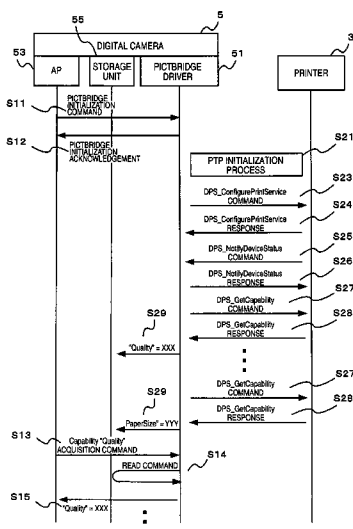 5
55
3
53
DIGITAL CAMERA
51
AP
STORAGE UNIT
PICTBRIDGE DRIVER
PRINTER
S11
PICTBRIDGE INITIALIZATION COMMAND
S12
PICTBRIDGE INITIALIZATION ACKNOWLEDGEMENT
S21
PTP INITIALIZATION PROCESS
S23
DPS_ConfigurePrintService COMMAND
S24
DPS_ConfigurePrintService RESPONSE
S25
DPS_NotifyDeviceStatus COMMAND
S26
DPS_NotifyDeviceStatus RESPONSE
S27
DPS_GetCapability COMMAND
S28
DPS_GetCapability RESPONSE
S29
"Quality" = XXX
S27
DPS_GetCapability COMMAND
S28
DPS_GetCapability RESPONSE
S29
PaperSize" = YYY
S13
Capability "Quality" ACQUISITION COMMAND
S14
READ COMMAND
S15
"Quality" = XXX